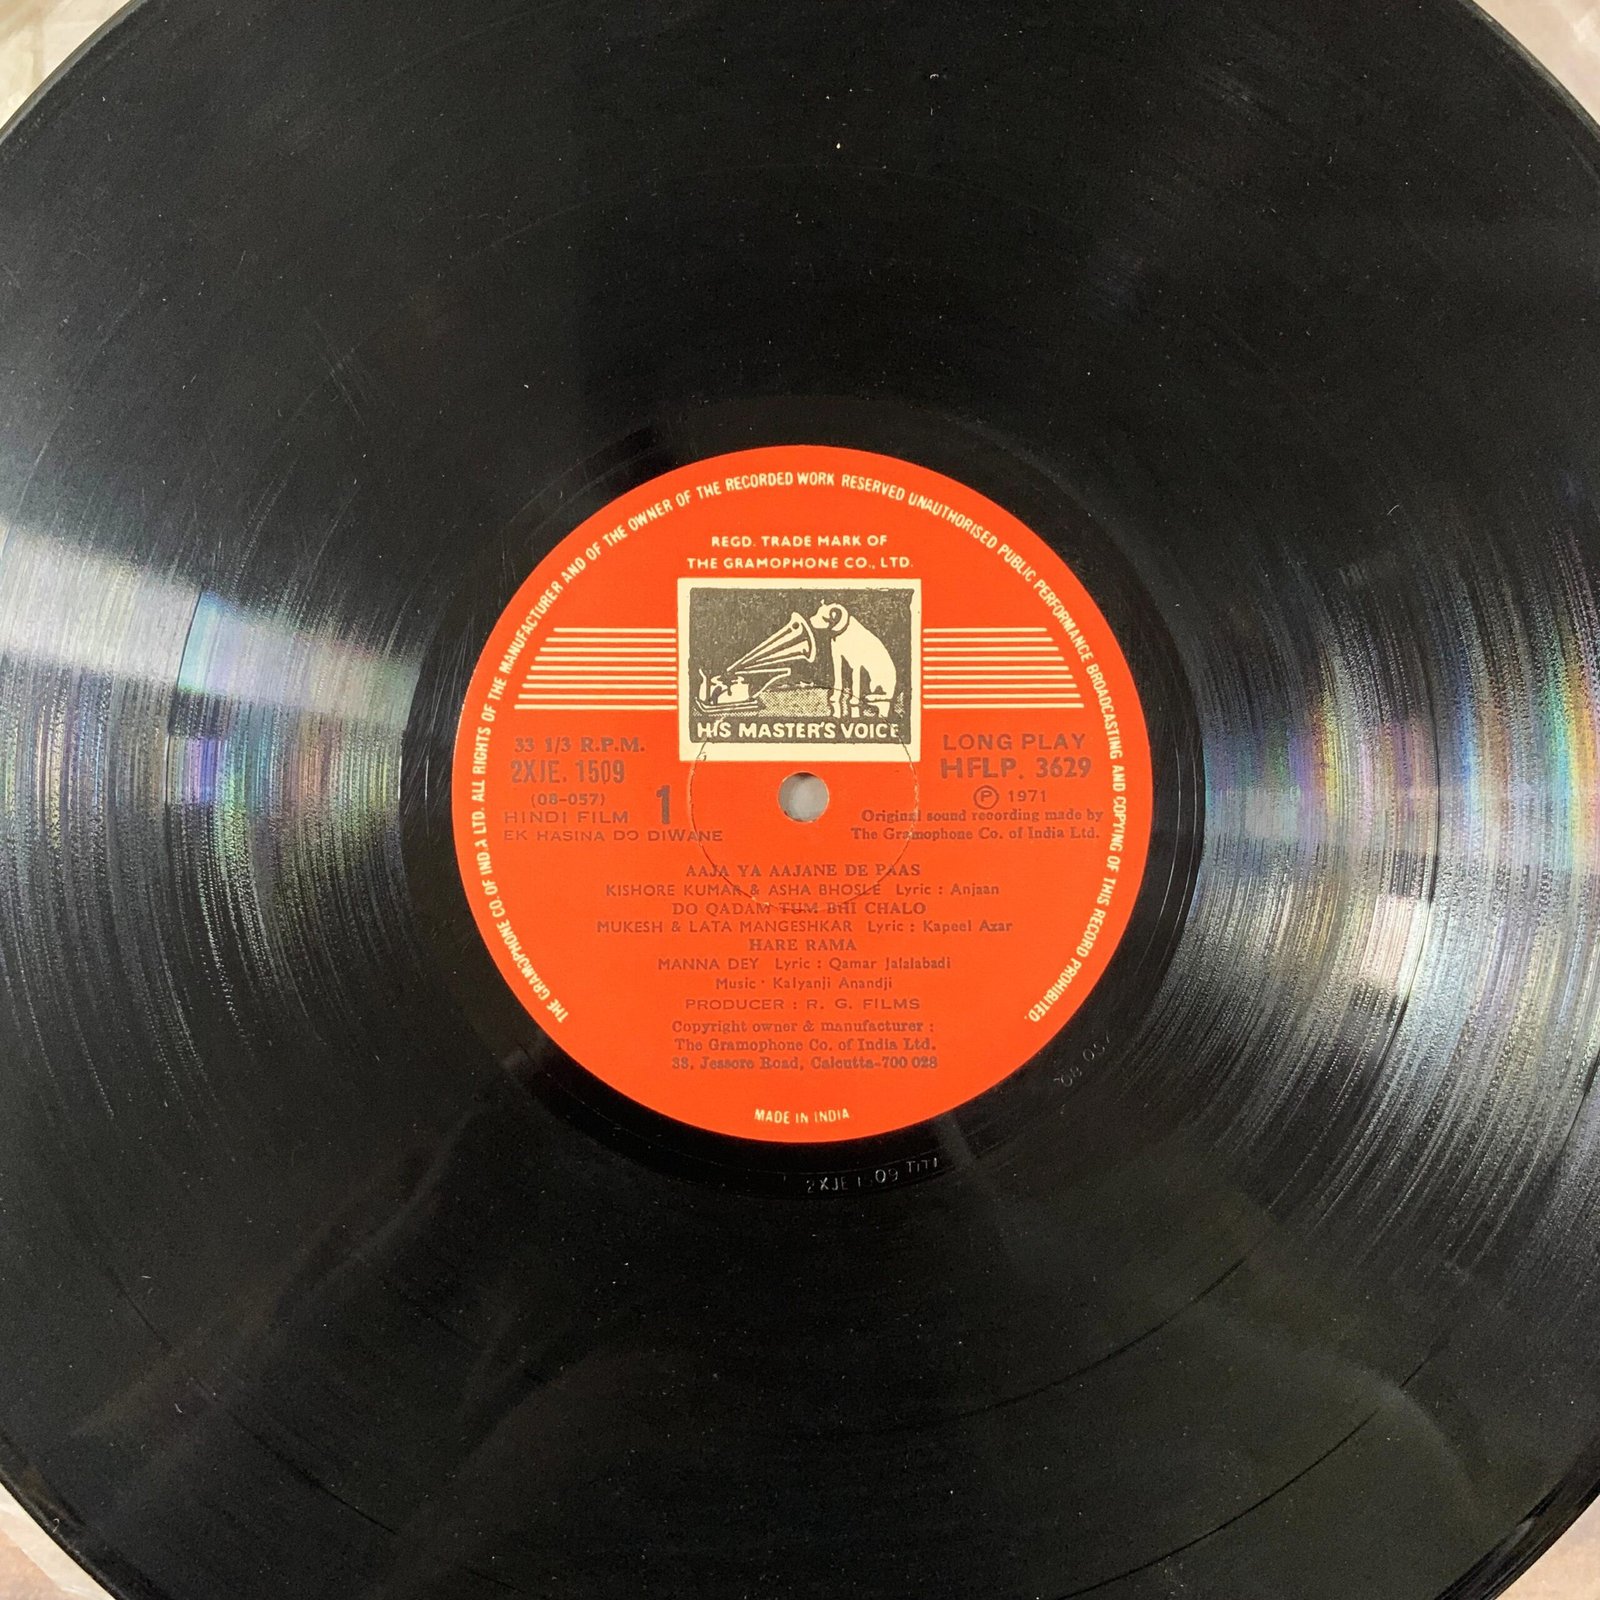 THE GRAMOPHONE CO. OF INDIA LTD. ALL RIGHTS OF THE MANUFACTURER AND OF THE OWNER OF THE RECORDED WORK RESERVED UNAUTHORISED PUBLIC PERFORMANCE BROADCASTING AND COPYING OF THIS RECORD PROHIBITED.
REGD. TRADE MARK OF
THE GRAMOPHONE CO., LTD.
HIS MASTER'S VOICE
33 1/3 R.P.M.
2XJE. 1509
(08-057)
1
HINDI FILM
EK HASINA DO DIWANE
LONG PLAY
HFLP. 3629
Ⓟ 1971
Original sound recording made by
The Gramophone Co. of India Ltd.
AAJA YA AAJANE DE PAAS
KISHORE KUMAR & ASHA BHOSLE Lyric : Anjaan
DO QADAM TUM BHI CHALO
MUKESH & LATA MANGESHKAR Lyric : Kapeel Azar
HARE RAMA
MANNA DEY Lyric : Qamar Jalalabadi
Music : Kalyanji Anandji
PRODUCER : R. G. FILMS
Copyright owner & manufacturer :
The Gramophone Co. of India Ltd.
33, Jessore Road, Calcutta-700 028
MADE IN INDIA
08 057
2XJE 1509 T1T1